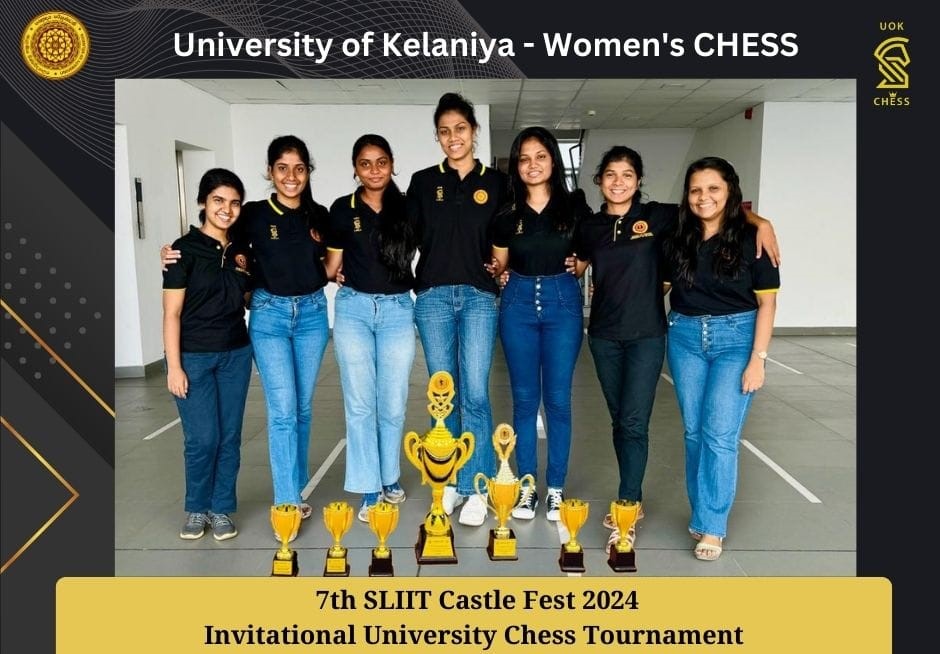 University of Kelaniya - Women's CHESS
UOK
CHESS
7th SLIIT Castle Fest 2024
Invitational University Chess Tournament